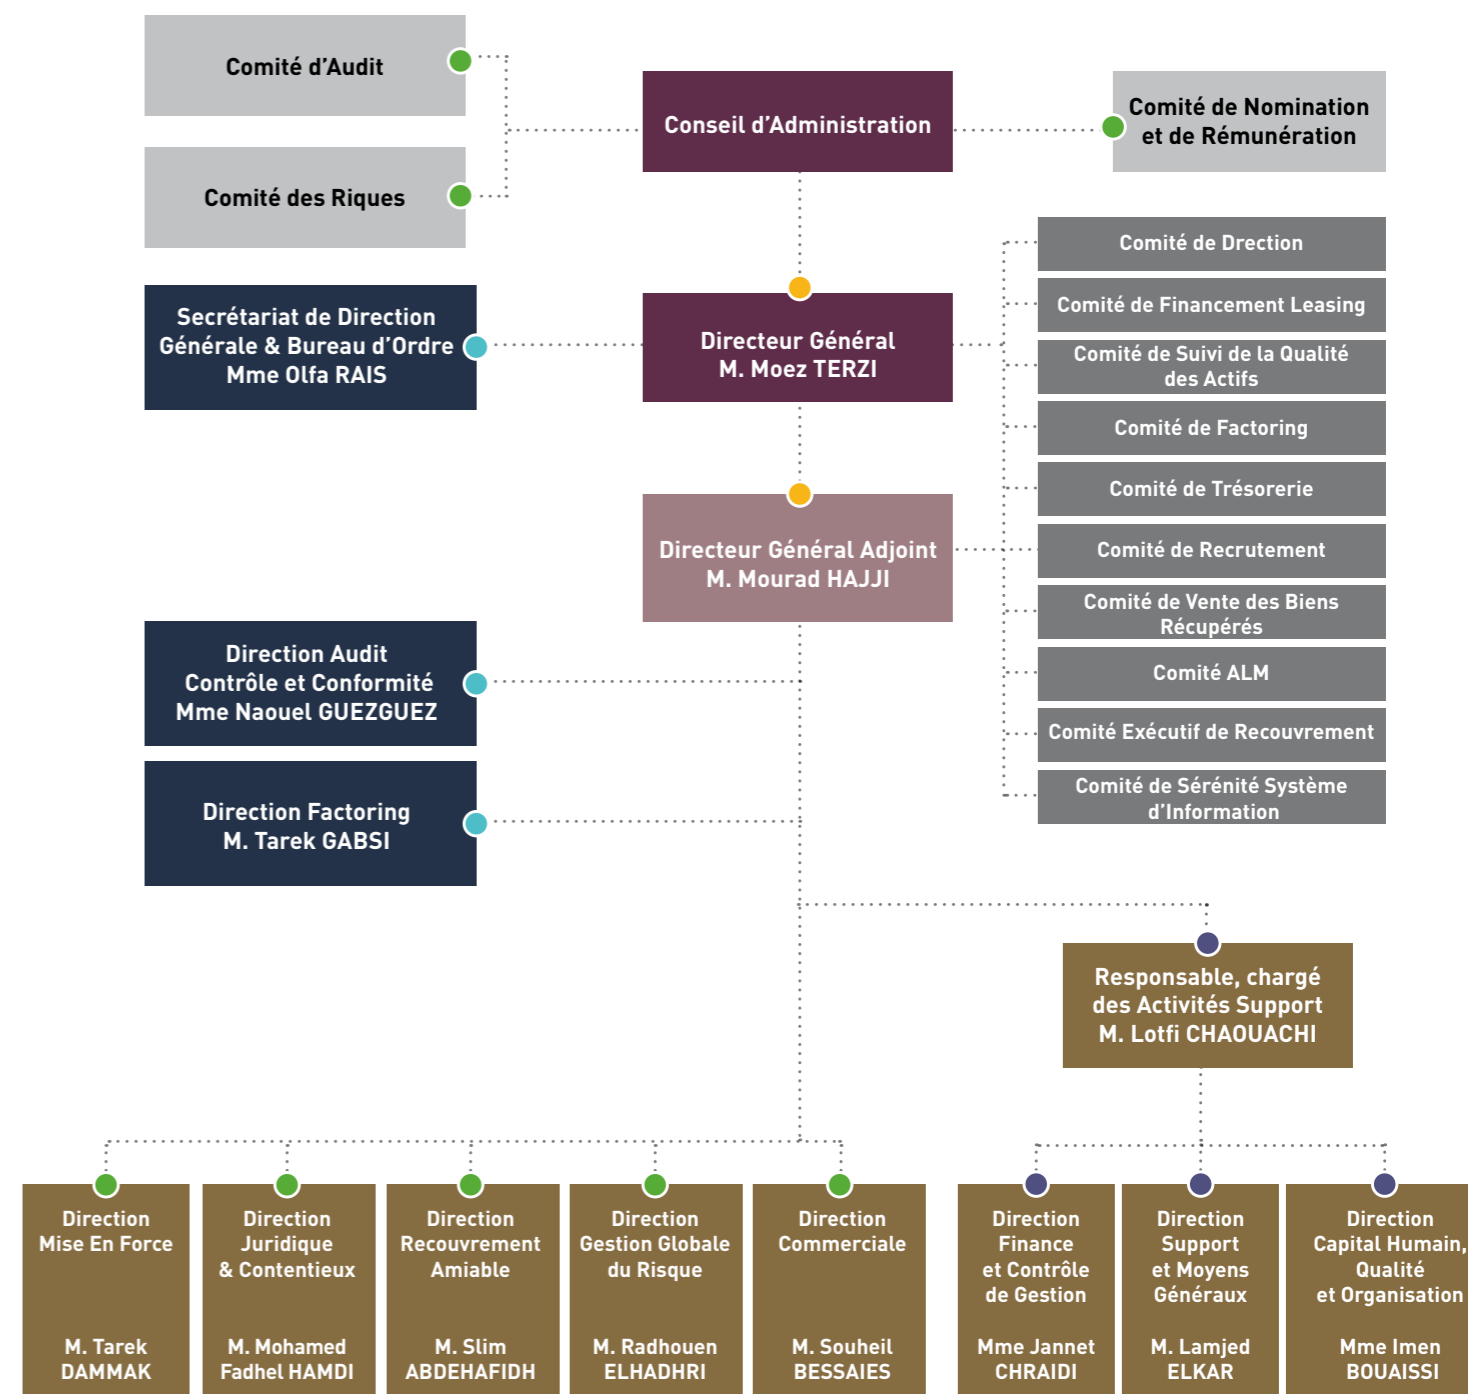 Comité d’Audit
Conseil d’Administration
Comité de Nomination
et de Rémunération
Comité des Riques
Comité de Drection
Comité de Financement Leasing
Comité de Suivi de la Qualité
des Actifs
Comité de Factoring
Comité de Trésorerie
Comité de Recrutement
Comité de Vente des Biens
Récupérés
Comité ALM
Comité Exécutif de Recouvrement
Comité de Sérénité Système
d’Information
Secrétariat de Direction
Générale & Bureau d’Ordre
Mme Olfa RAIS
Directeur Général
M. Moez TERZI
Directeur Général Adjoint
M. Mourad HAJJI
Direction Audit
Contrôle et Conformité
Mme Naouel GUEZGUEZ
Direction Factoring
M. Tarek GABSI
Responsable, chargé
des Activités Support
M. Lotfi CHAOUACHI
Direction
Mise En Force
M. Tarek
DAMMAK
Direction
Juridique
& Contentieux
M. Mohamed
Fadhel HAMDI
Direction
Recouvrement
Amiable
M. Slim
ABDEHAFIDH
Direction
Gestion Globale
du Risque
M. Radhouen
ELHADHRI
Direction
Commerciale
M. Souheil
BESSAIES
Direction
Finance
et Contrôle
de Gestion
Mme Jannet
CHRAIDI
Direction
Support
et Moyens
Généraux
M. Lamjed
ELKAR
Direction
Capital Humain,
Qualité
et Organisation
Mme Imen
BOUAISSI